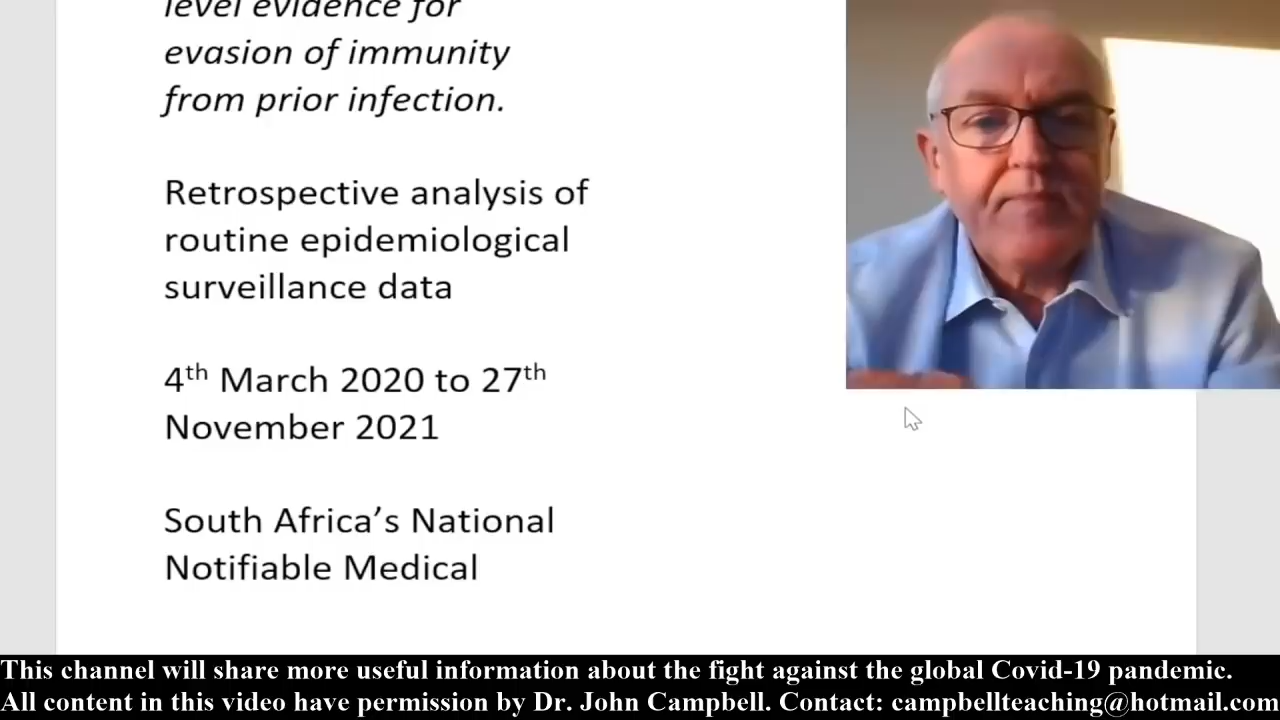 level evidence for
evasion of immunity
from prior infection.
Retrospective analysis of
routine epidemiological
surveillance data
4th March 2020 to 27th
November 2021
South Africa’s National
Notifiable Medical
This channel will share more useful information about the fight against the global Covid-19 pandemic.
All content in this video have permission by Dr. John Campbell. Contact: campbellteaching@hotmail.com